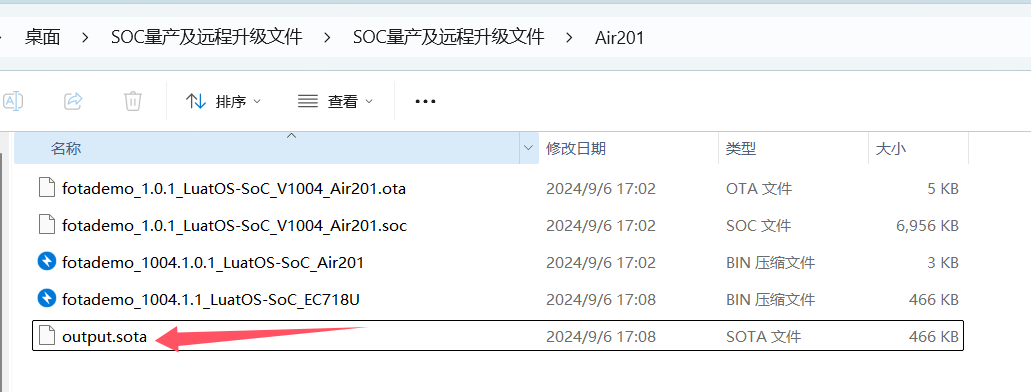 桌面 > SOC量产及远程升级文件 > SOC量产及远程升级文件 > Air201
A 排序 查看 •••
名称 修改日期 类型 大小
fotademo_1.0.1_LuatOS-SoC_V1004_Air201.ota 2024/9/6 17:02 OTA 文件 5 KB
fotademo_1.0.1_LuatOS-SoC_V1004_Air201.soc 2024/9/6 17:02 SOC 文件 6,956 KB
fotademo_1004.1.0.1_LuatOS-SoC_Air201 2024/9/6 17:02 BIN 压缩文件 3 KB
fotademo_1004.1.1_LuatOS-SoC_EC718U 2024/9/6 17:08 BIN 压缩文件 466 KB
output.sota 2024/9/6 17:08 SOTA 文件 466 KB